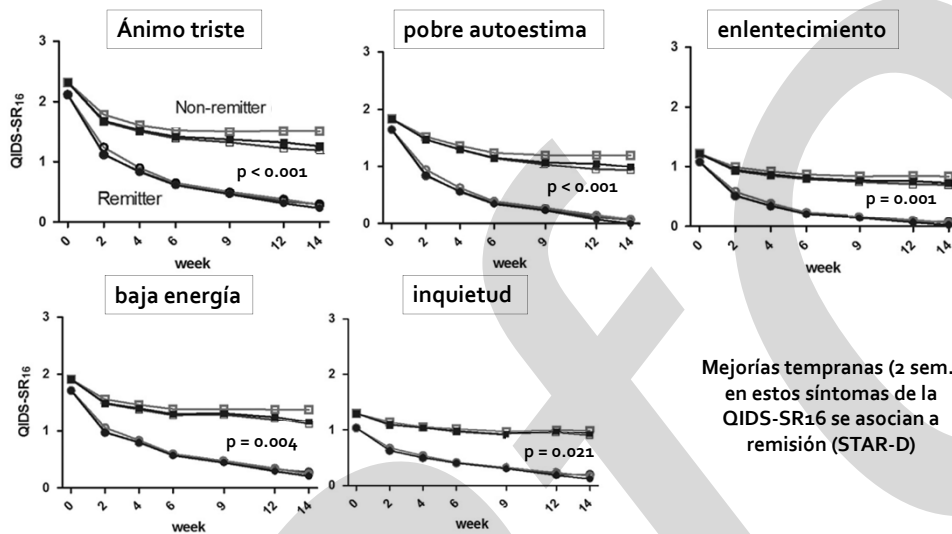 Ánimo triste
3
2
1
0
QIDS-SR16
Non-remitter
Remitter
p < 0.001
0 2 4 6 9 12 14
week
pobre autoestima
3
2
1
0
p < 0.001
0 2 4 6 9 12 14
week
enlentecimiento
3
2
1
0
p = 0.001
0 2 4 6 9 12 14
week
baja energía
3
2
1
0
QIDS-SR16
p = 0.004
0 2 4 6 9 12 14
week
inquietud
3
2
1
0
p = 0.021
0 2 4 6 9 12 14
week
Mejorías tempranas (2 sem.
en estos síntomas de la
QIDS-SR16 se asocian a
remisión (STAR-D)